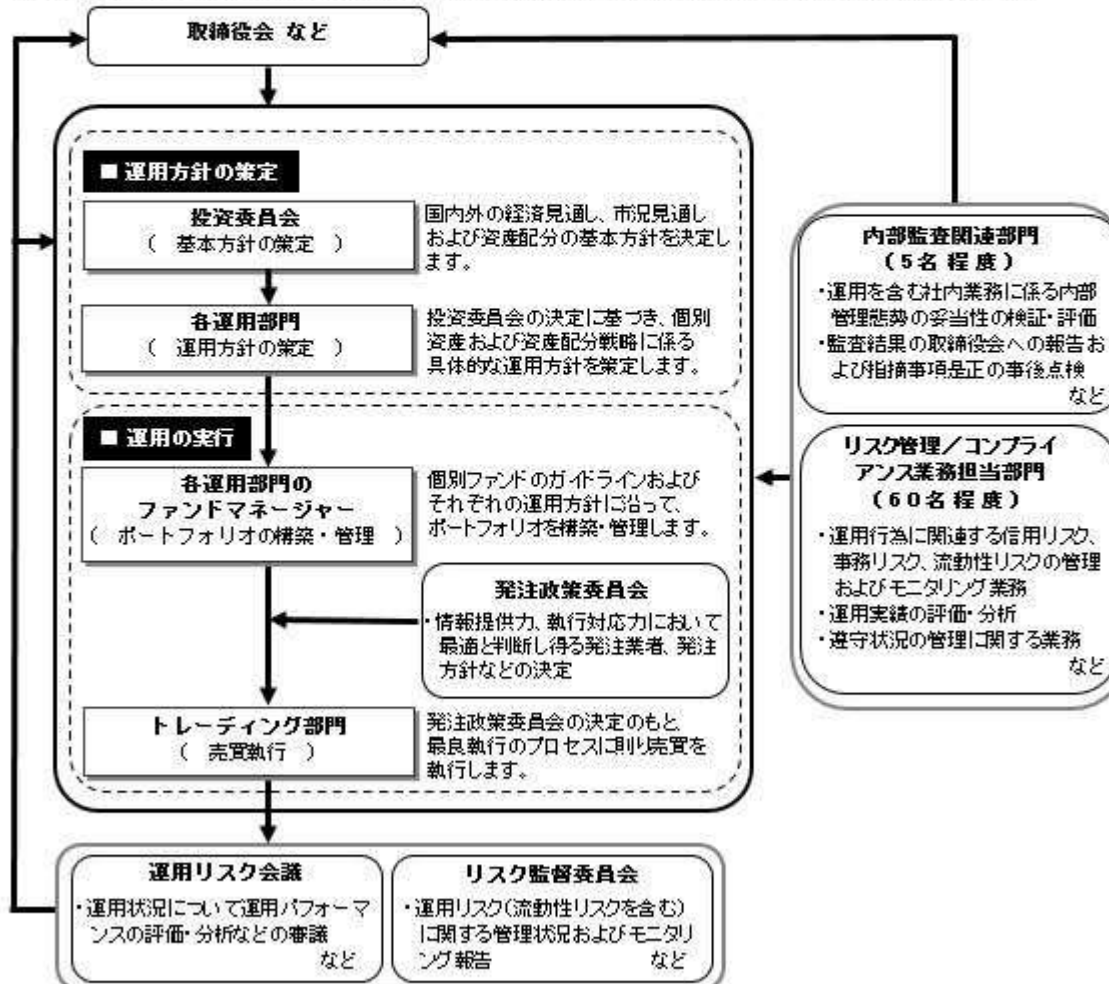 取締役会 など
■ 運用方針の策定
投資委員会
( 基本方針の策定 )
国内外の経済見通し、市況見通し
および資産配分の基本方針を決定し
ます。
各運用部門
( 運用方針の策定 )
投資委員会の決定に基づき、個別
資産および資産配分戦略に係る
具体的な運用方針を策定します。
■ 運用の実行
各運用部門の
ファンドマネージャー
( ポートフォリオの構築・管理 )
個別ファンドのガイドラインおよび
それぞれの運用方針に沿って、
ポートフォリオを構築・管理します。
発注政策委員会
・情報提供力、執行対応力において
最適と判断し得る発注業者、発注
方針などの決定
トレーディング部門
( 売買執行 )
発注政策委員会の決定のもと、
最良執行のプロセスに則り売買を
執行します。
運用リスク会議
・運用状況について運用パフォーマ
ンスの評価・分析などの審議
など
リスク監督委員会
・運用リスク(流動性リスクを含む)
に関する管理状況およびモニタリ
ング報告 など
内部監査関連部門
(5名程度)
・運用を含む社内業務に係る内部
管理態勢の妥当性の検証・評価
・監査結果の取締役会への報告お
よび指摘事項是正の事後点検
など
リスク管理/コンプライ
アンス業務担当部門
(60名程度)
・運用行為に関連する信用リスク、
事務リスク、流動性リスクの管理
およびモニタリング業務
・運用実績の評価・分析
・遵守状況の管理に関する業務
など